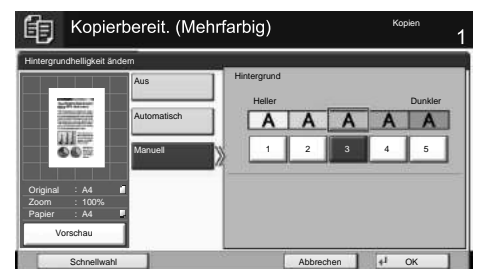 Kopierbereit. (Mehrfarbig)
Kopien
1
Hintergrundhelligkeit ändem
Aus
Automatisch
Manuell
Hintergrund
Heller
Dunkler
A A A A A
1 2 3 4 5
Original : A4
Zoom : 100%
Papier : A4
Vorschau
Schnellwahl
Abbrechen
OK